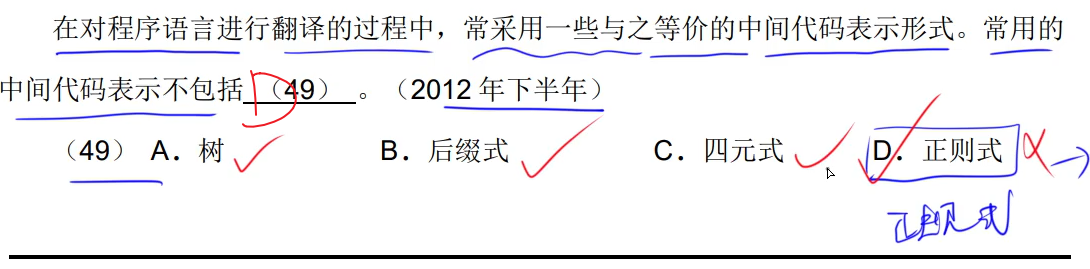 在对程序语言进行翻译的过程中，常采用一些与之等价的中间代码表示形式。常用的
中间代码表示不包括 （49） 。（2012 年下半年）
D
（49） A．树 B．后缀式 C．四元式 D．正则式
正规式